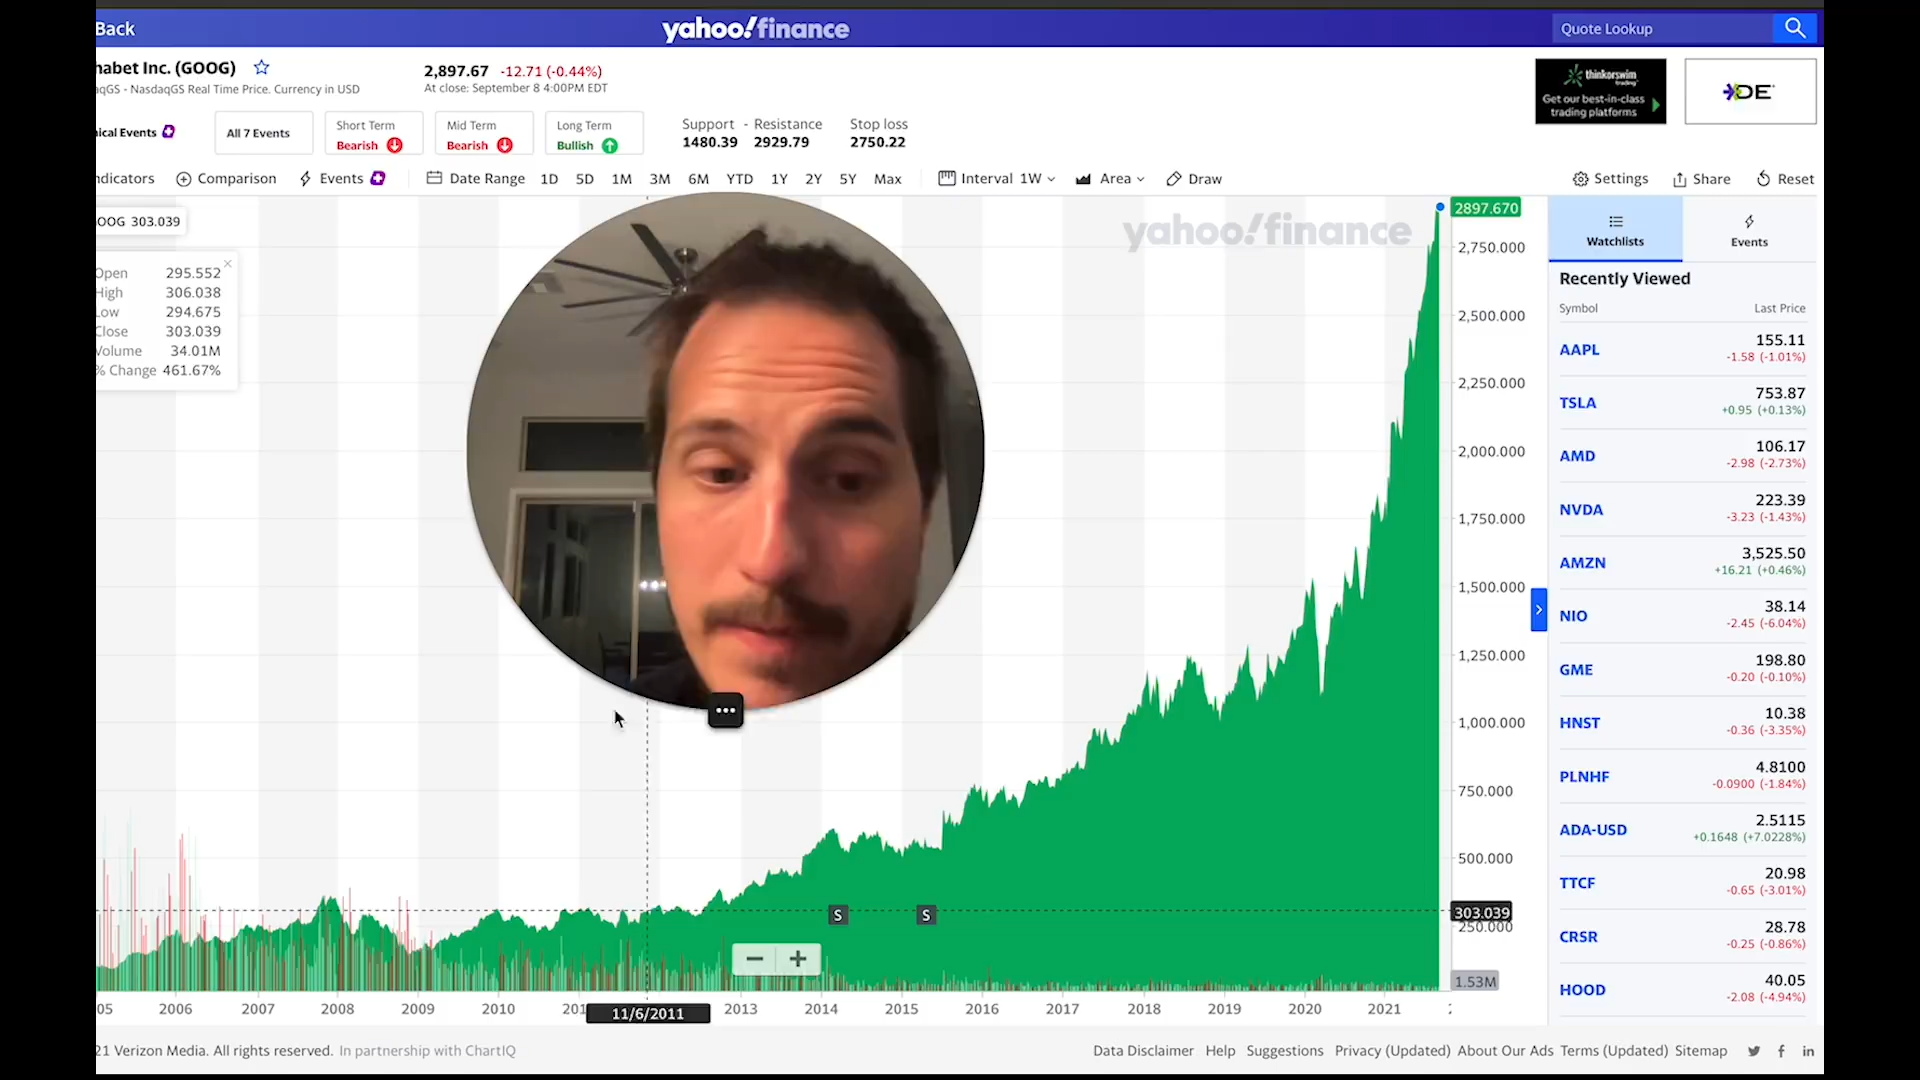 Back
yahoo!finance
Quote Lookup
habet Inc. (GOOG)
aqGS - NasdaqGS Real Time Price. Currency in USD
2,897.67 -12.71 (-0.44%)
At close: September 8 4:00PM EDT
thinkorswim
trading
Get our best-in-class
trading platforms
DE
ical Events
All 7 Events
Short Term
Bearish
Mid Term
Bearish
Long Term
Bullish
Support - Resistance
1480.39 2929.79
Stop loss
2750.22
ndicators
Comparison
Events
Date Range 1D 5D 1M 3M 6M YTD 1Y 2Y 5Y Max
Interval 1W
Area
Draw
Settings
Share
Reset
OOG 303.039
Open 295.552
High 306.038
Low 294.675
Close 303.039
Volume 34.01M
% Change 461.67%
yahoo!finance
2897.670
2,750.000
2,500.000
2,250.000
2,000.000
1,750.000
1,500.000
1,250.000
1,000.000
750.000
500.000
303.039
250.000
1.53M
S
S
− +
05 2006 2007 2008 2009 2010 201 11/6/2011 2013 2014 2015 2016 2017 2018 2019 2020 2021
Watchlists
Events
Recently Viewed
Symbol Last Price
AAPL 155.11
-1.58 (-1.01%)
TSLA 753.87
+0.95 (+0.13%)
AMD 106.17
-2.98 (-2.73%)
NVDA 223.39
-3.23 (-1.43%)
AMZN 3,525.50
+16.21 (+0.46%)
NIO 38.14
-2.45 (-6.04%)
GME 198.80
-0.20 (-0.10%)
HNST 10.38
-0.36 (-3.35%)
PLNHF 4.8100
-0.0900 (-1.84%)
ADA-USD 2.5115
+0.1648 (+7.0228%)
TTCF 20.98
-0.65 (-3.01%)
CRSR 28.78
-0.25 (-0.86%)
HOOD 40.05
-2.08 (-4.94%)
21 Verizon Media. All rights reserved. In partnership with ChartIQ
Data Disclaimer Help Suggestions Privacy (Updated) About Our Ads Terms (Updated) Sitemap